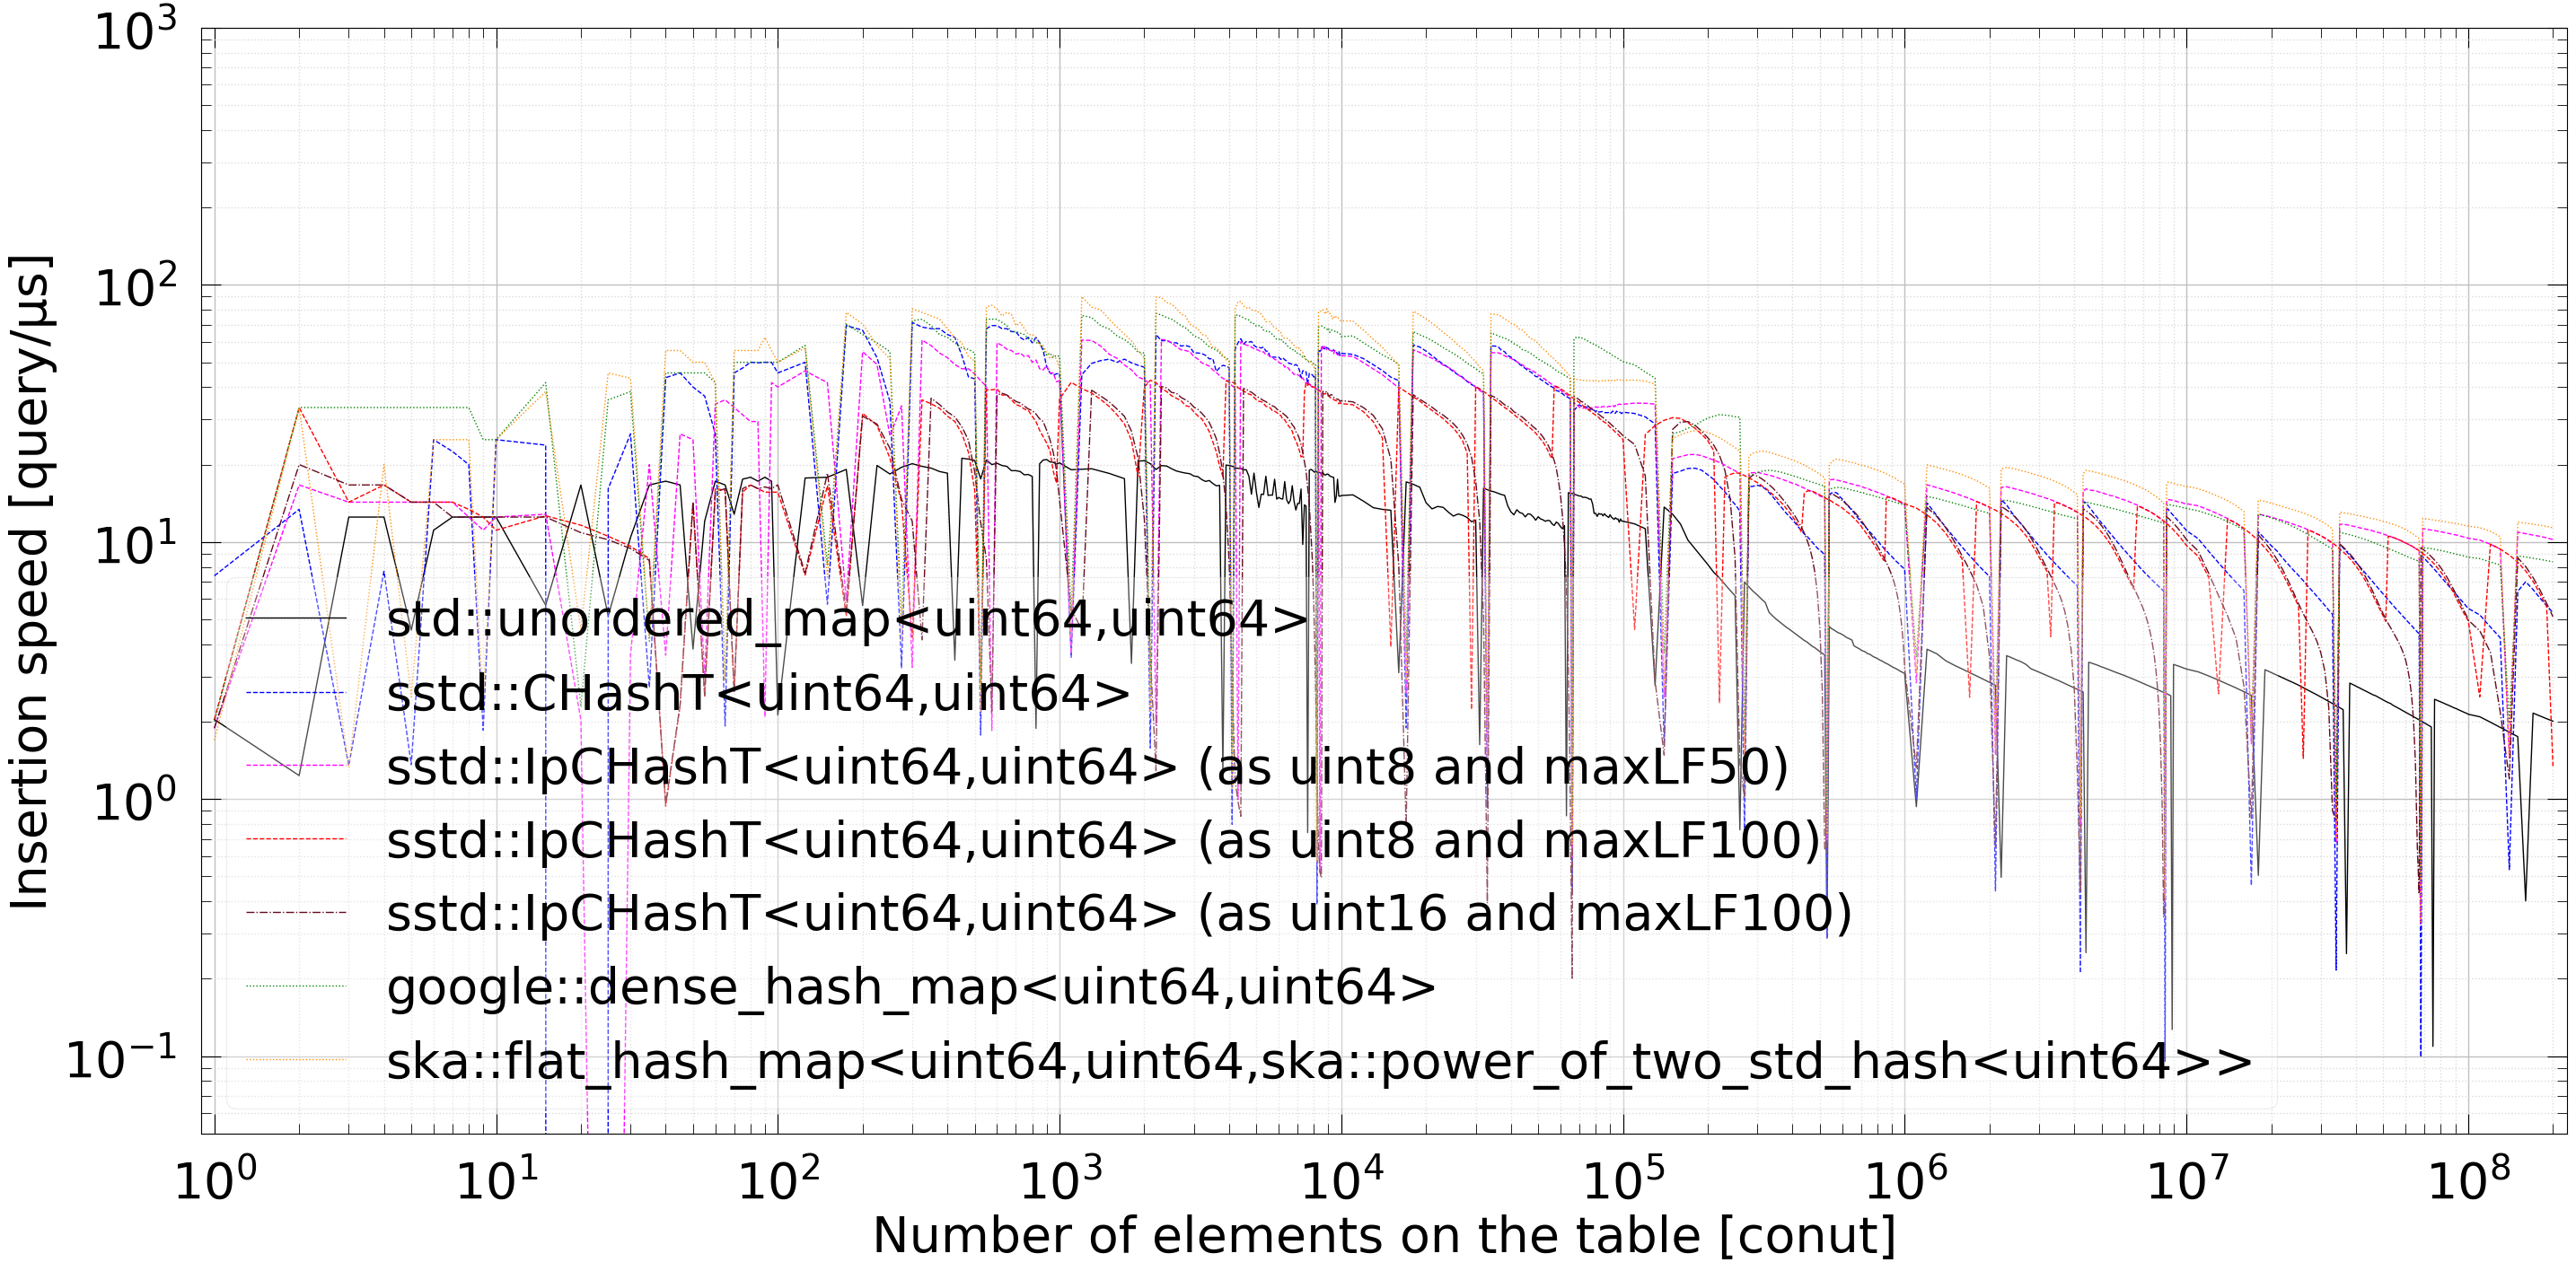 10³
10²
10¹
10⁰
10⁻¹
Insertion speed [query/μs]
std::unordered_map<uint64,uint64>
sstd::CHashT<uint64,uint64>
sstd::IpCHashT<uint64,uint64> (as uint8 and maxLF50)
sstd::IpCHashT<uint64,uint64> (as uint8 and maxLF100)
sstd::IpCHashT<uint64,uint64> (as uint16 and maxLF100)
google::dense_hash_map<uint64,uint64>
ska::flat_hash_map<uint64,uint64,ska::power_of_two_std_hash<uint64>>
10⁰ 10¹ 10² 10³ 10⁴ 10⁵ 10⁶ 10⁷ 10⁸
Number of elements on the table [conut]